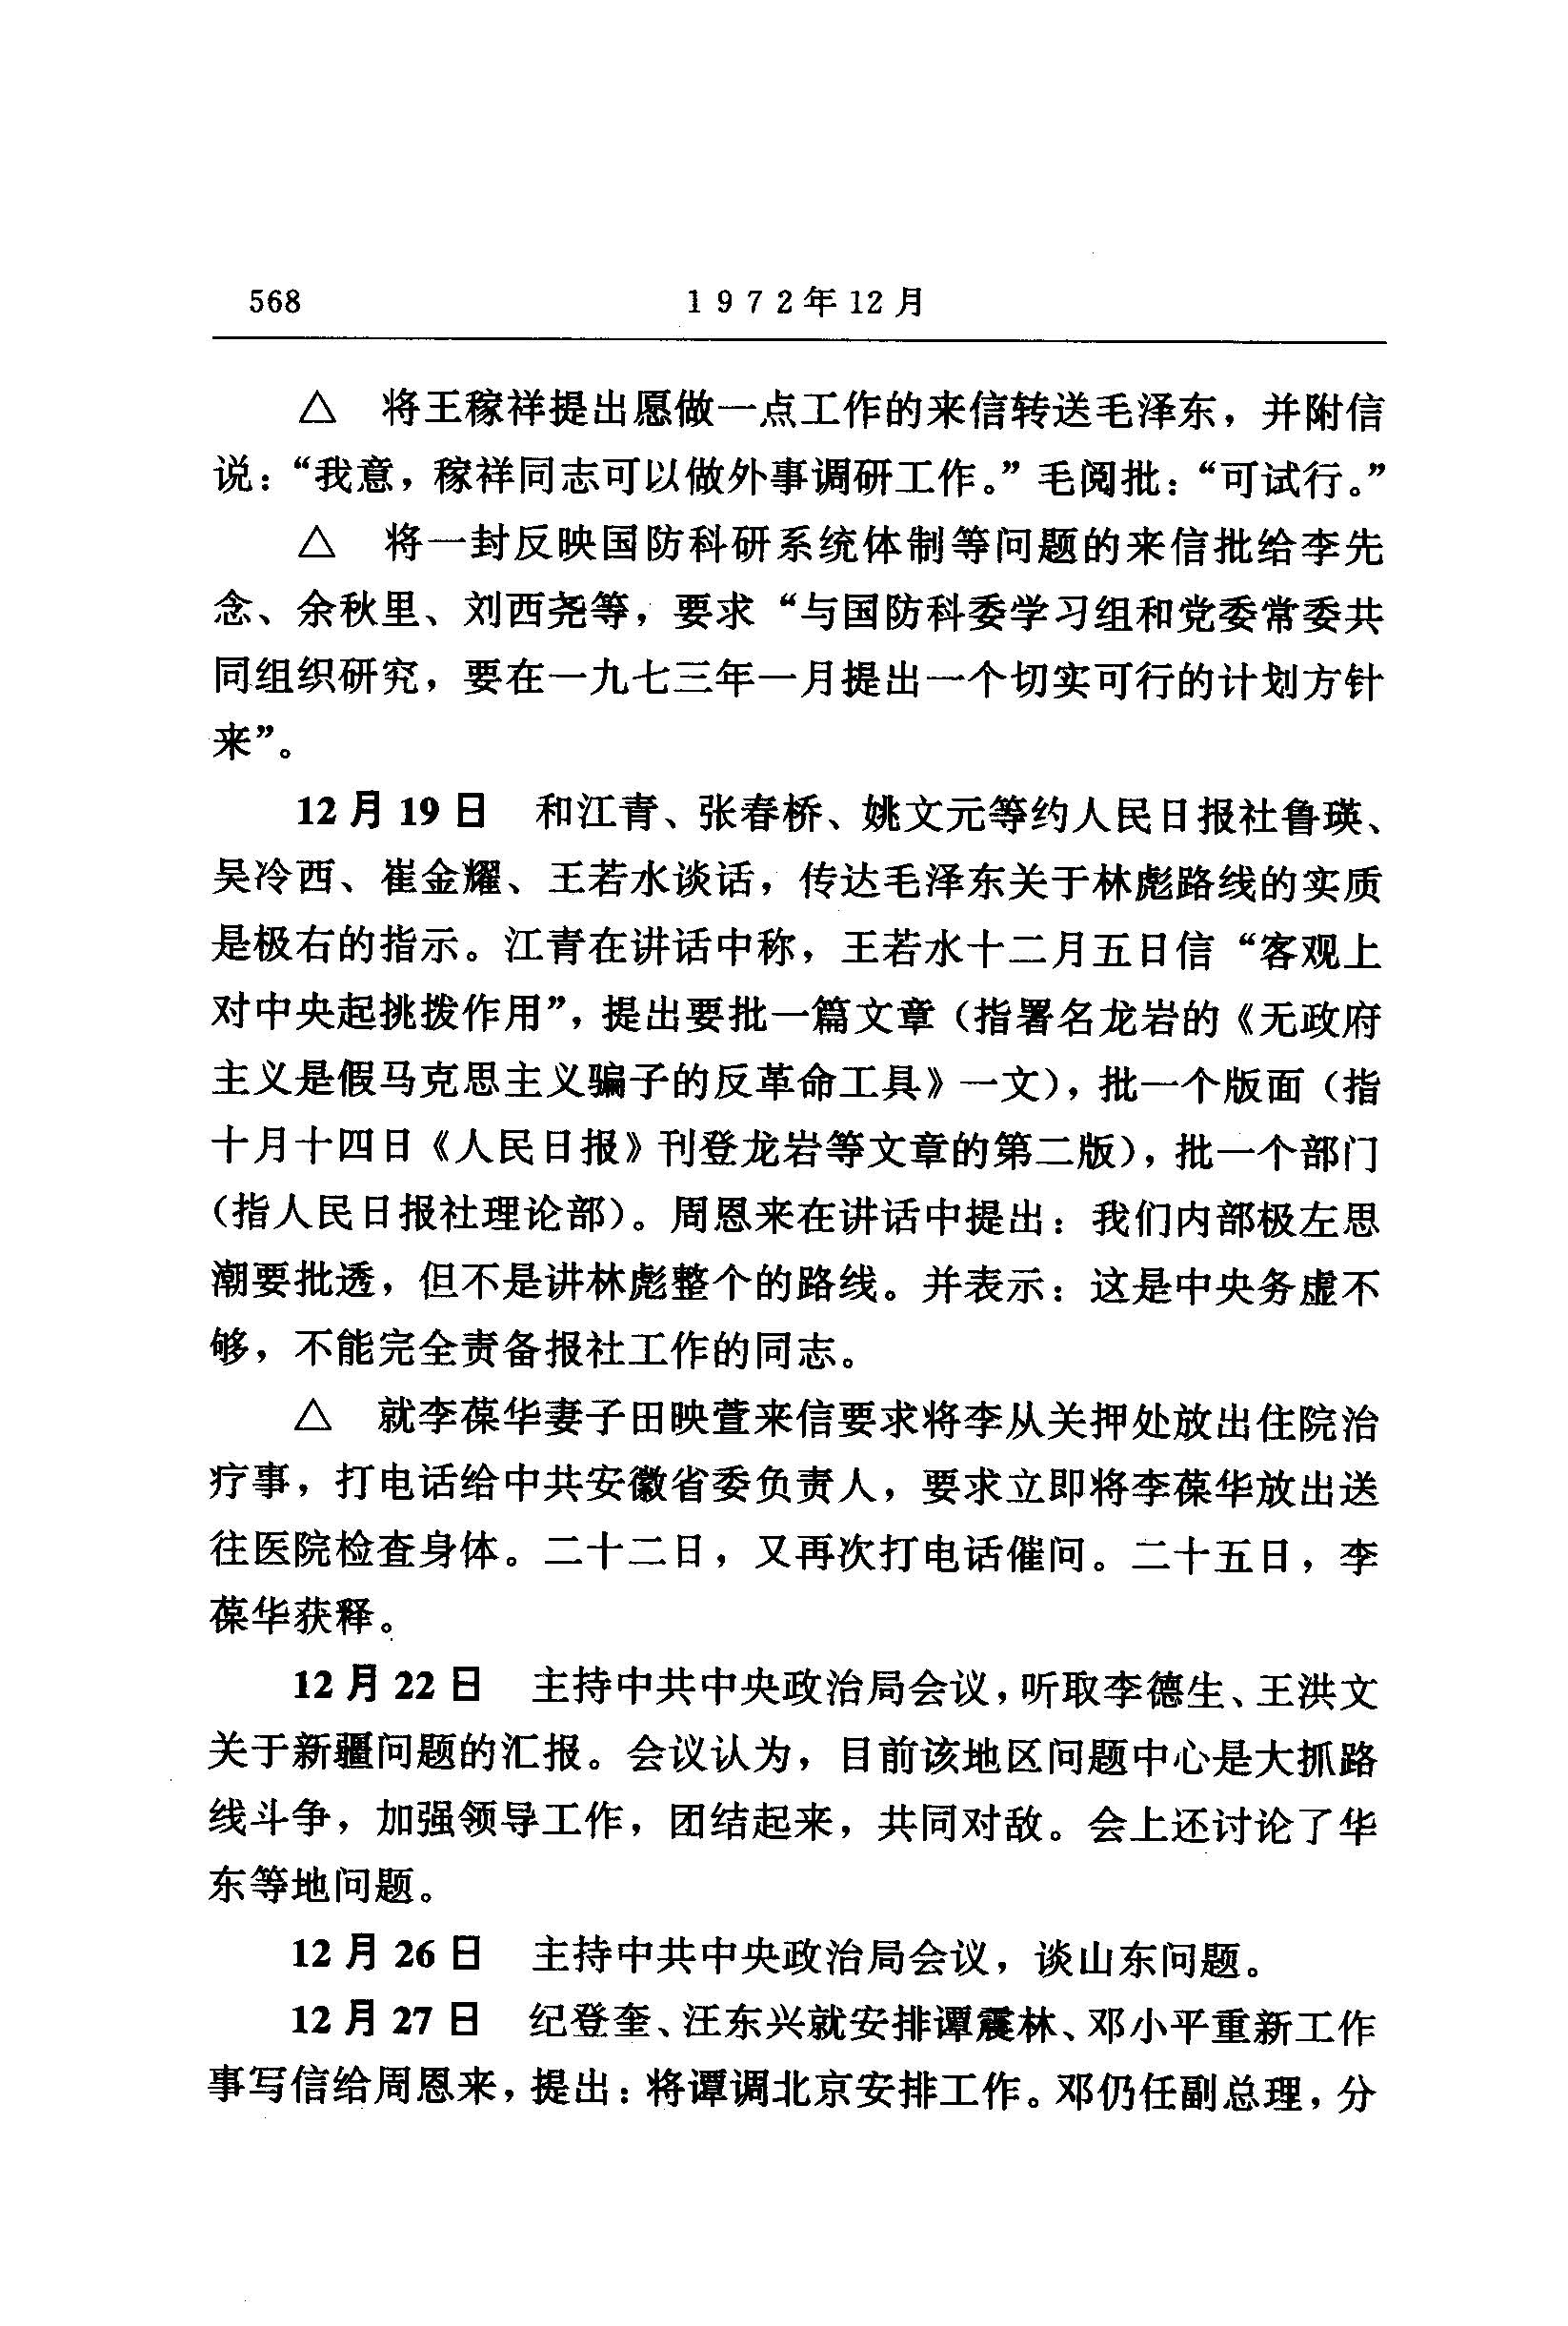 568
1972年12月
△ 将王稼祥提出愿做一点工作的来信转送毛泽东，并附信
说：“我意，稼祥同志可以做外事调研工作。”毛阅批：“可试行。”
△ 将一封反映国防科研系统体制等问题的来信批给李先
念、余秋里、刘西尧等，要求“与国防科委学习组和党委常委共
同组织研究，要在一九七三年一月提出一个切实可行的计划方针
来”。
12月19日 和江青、张春桥、姚文元等约人民日报社鲁瑛、
吴冷西、崔金耀、王若水谈话，传达毛泽东关于林彪路线的实质
是极右的指示。江青在讲话中称，王若水十二月五日信“客观上
对中央起挑拨作用”，提出要批一篇文章（指署名龙岩的《无政府
主义是假马克思主义骗子的反革命工具》一文），批一个版面（指
十月十四日《人民日报》刊登龙岩等文章的第二版），批一个部门
（指人民日报社理论部）。周恩来在讲话中提出：我们内部极左思
潮要批透，但不是讲林彪整个的路线。并表示：这是中央务虚不
够，不能完全责备报社工作的同志。
△ 就李葆华妻子田映萱来信要求将李从关押处放出住院治
疗事，打电话给中共安徽省委负责人，要求立即将李葆华放出送
往医院检查身体。二十二日，又再次打电话催问。二十五日，李
葆华获释。
12月22日 主持中共中央政治局会议，听取李德生、王洪文
关于新疆问题的汇报。会议认为，目前该地区问题中心是大抓路
线斗争，加强领导工作，团结起来，共同对敌。会上还讨论了华
东等地问题。
12月26日 主持中共中央政治局会议，谈山东问题。
12月27日 纪登奎、汪东兴就安排谭震林、邓小平重新工作
事写信给周恩来，提出：将谭调北京安排工作。邓仍任副总理，分